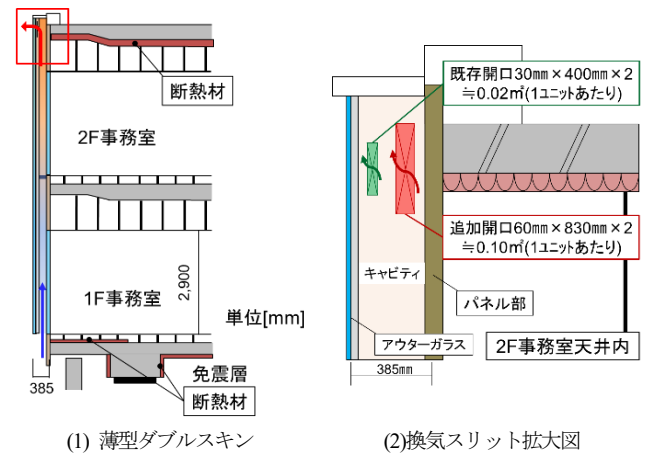 断熱材
2F事務室
1F事務室
2,900
単位[mm]
385
免震層
断熱材
(1) 薄型ダブルスキン
既存開口30㎜×400㎜×2
≒0.02㎡(1ユニットあたり)
追加開口60㎜×830㎜×2
≒0.10㎡(1ユニットあたり)
キャビティ
パネル部
アウターガラス
2F事務室天井内
385㎜
(2)換気スリット拡大図